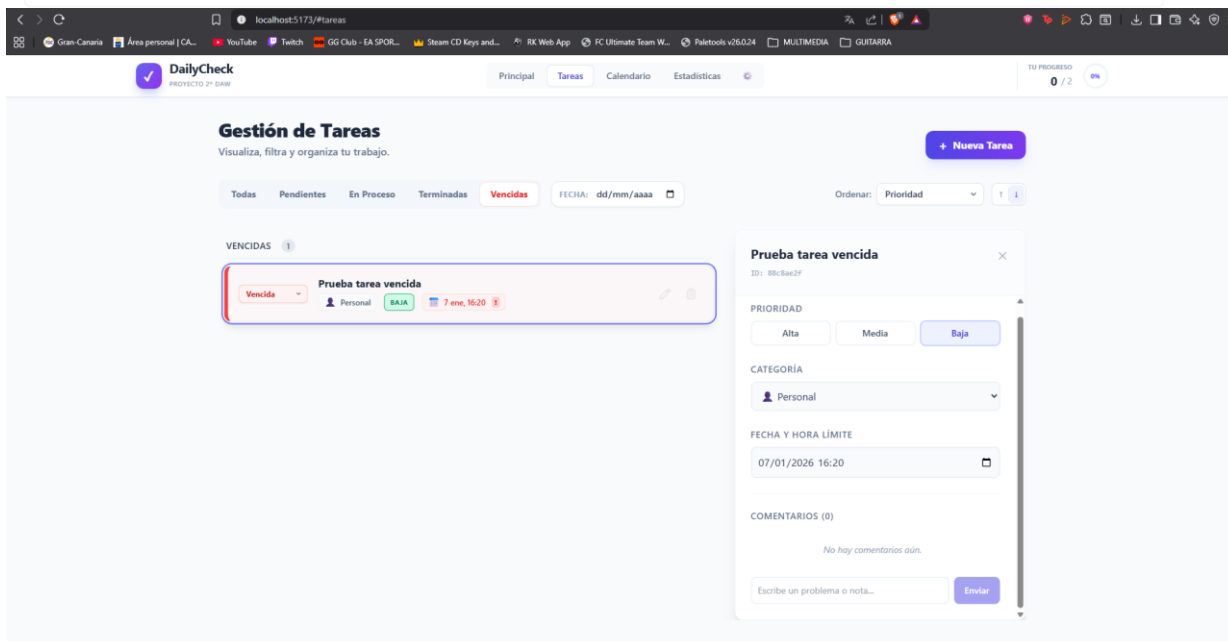 localhost:5173/#tareas
Gran-Canaria Área personal | CA... YouTube Twitch GG Club - EA SPOR... Steam CD Keys and... RK Web App FC Ultimate Team W... Paletools v26.0.24 MULTIMEDIA GUITARRA
DailyCheck
PROYECTO 2º DAW
Principal Tareas Calendario Estadísticas
TU PROGRESO
0 / 2 0%
Gestión de Tareas
Visualiza, filtra y organiza tu trabajo.
+ Nueva Tarea
Todas Pendientes En Proceso Terminadas Vencidas FECHA: dd/mm/aaaa
Ordenar: Prioridad ↑ ↓
VENCIDAS 1
Vencida
Prueba tarea vencida
Personal BAJA 7 ene, 16:20
Prueba tarea vencida
ID: 88c8ae2f
PRIORIDAD
Alta Media Baja
CATEGORÍA
Personal
FECHA Y HORA LÍMITE
07/01/2026 16:20
COMENTARIOS (0)
No hay comentarios aún.
Escribe un problema o nota... Enviar